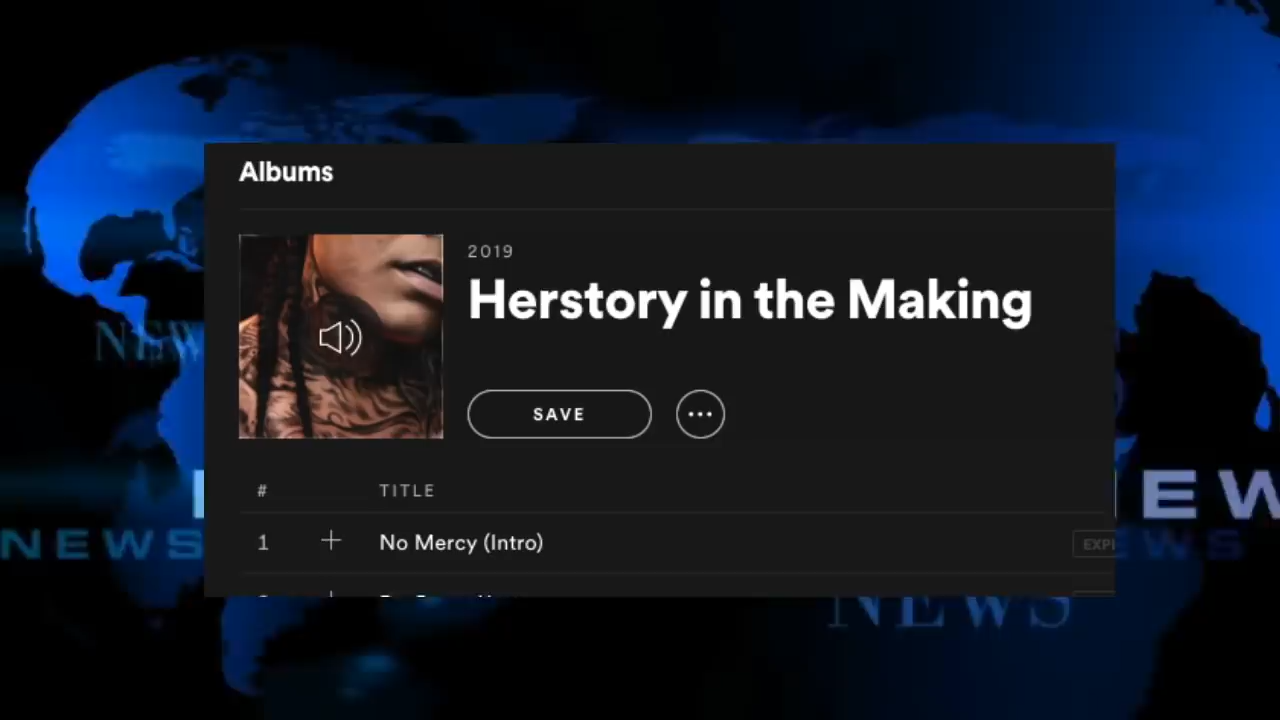 Albums
2019
Herstory in the Making
SAVE
# TITLE
1 No Mercy (Intro)
NEWS
NEWS
NEWS